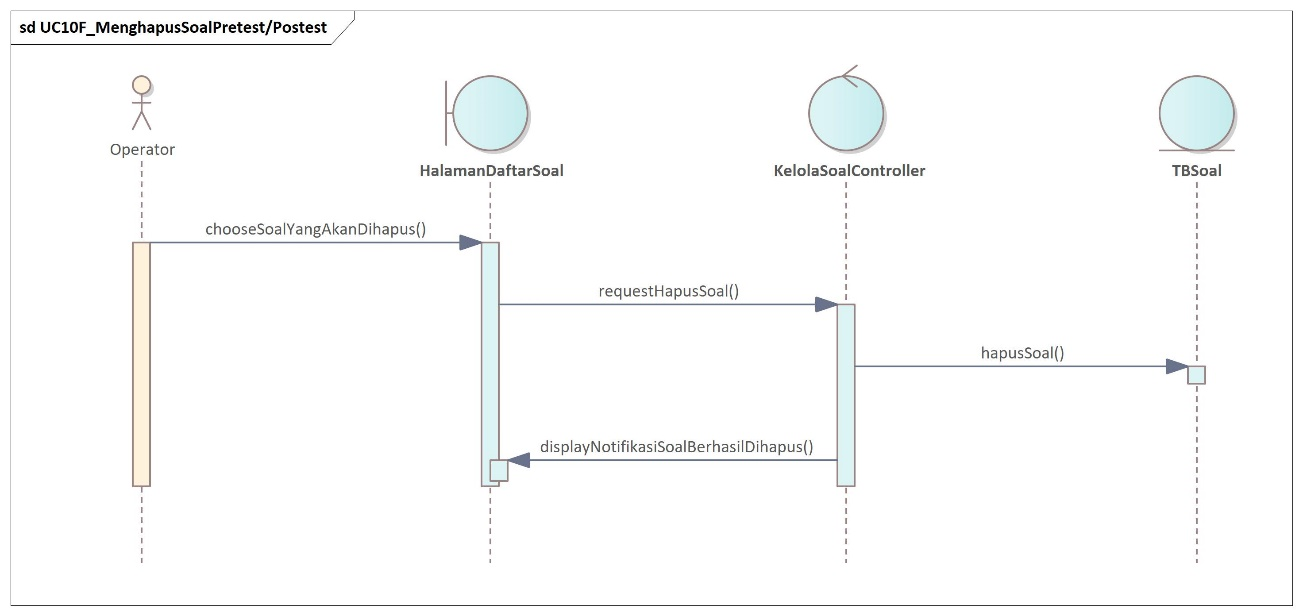 sd UC10F_MenghapusSoalPretest/Postest
Operator
HalamanDaftarSoal
KelolaSoalController
TBSoal
chooseSoalYangAkanDihapus()
requestHapusSoal()
hapusSoal()
displayNotifikasiSoalBerhasilDihapus()